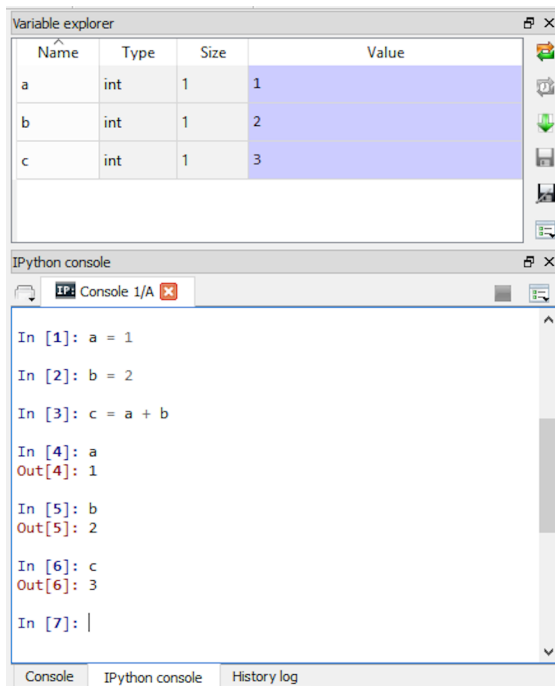 Variable explorer
Name Type Size Value
a int 1 1
b int 1 2
c int 1 3
IPython console
IP: Console 1/A
In [1]: a = 1
In [2]: b = 2
In [3]: c = a + b
In [4]: a
Out[4]: 1
In [5]: b
Out[5]: 2
In [6]: c
Out[6]: 3
In [7]:
Console IPython console History log